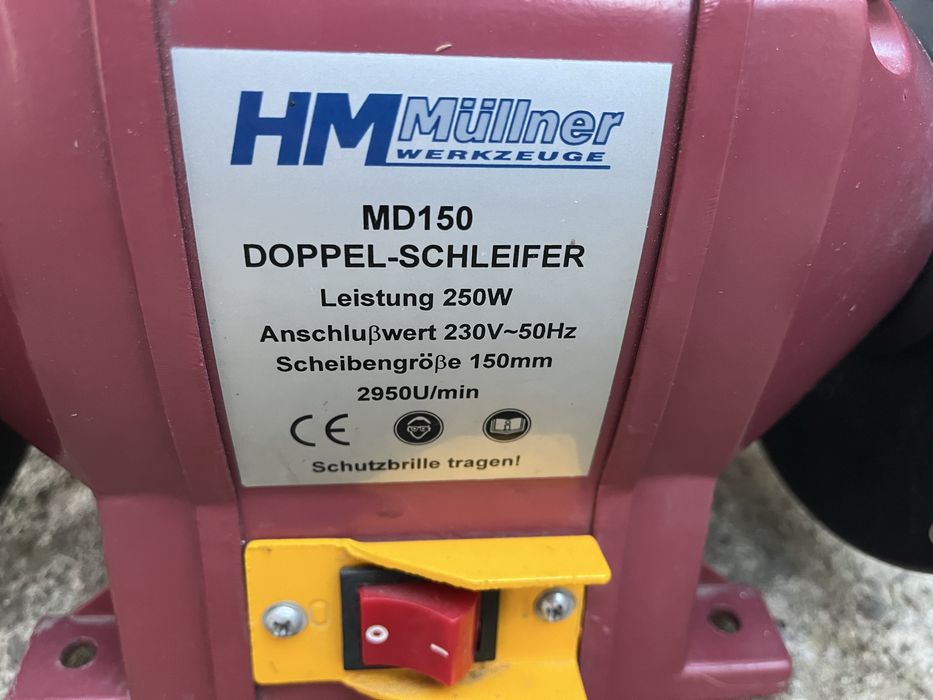 HM Müllner
WERKZEUGE
MD150
DOPPEL-SCHLEIFER
Leistung 250W
Anschlußwert 230V~50Hz
Scheibengröße 150mm
2950U/min
CE
Schutzbrille tragen!
O I